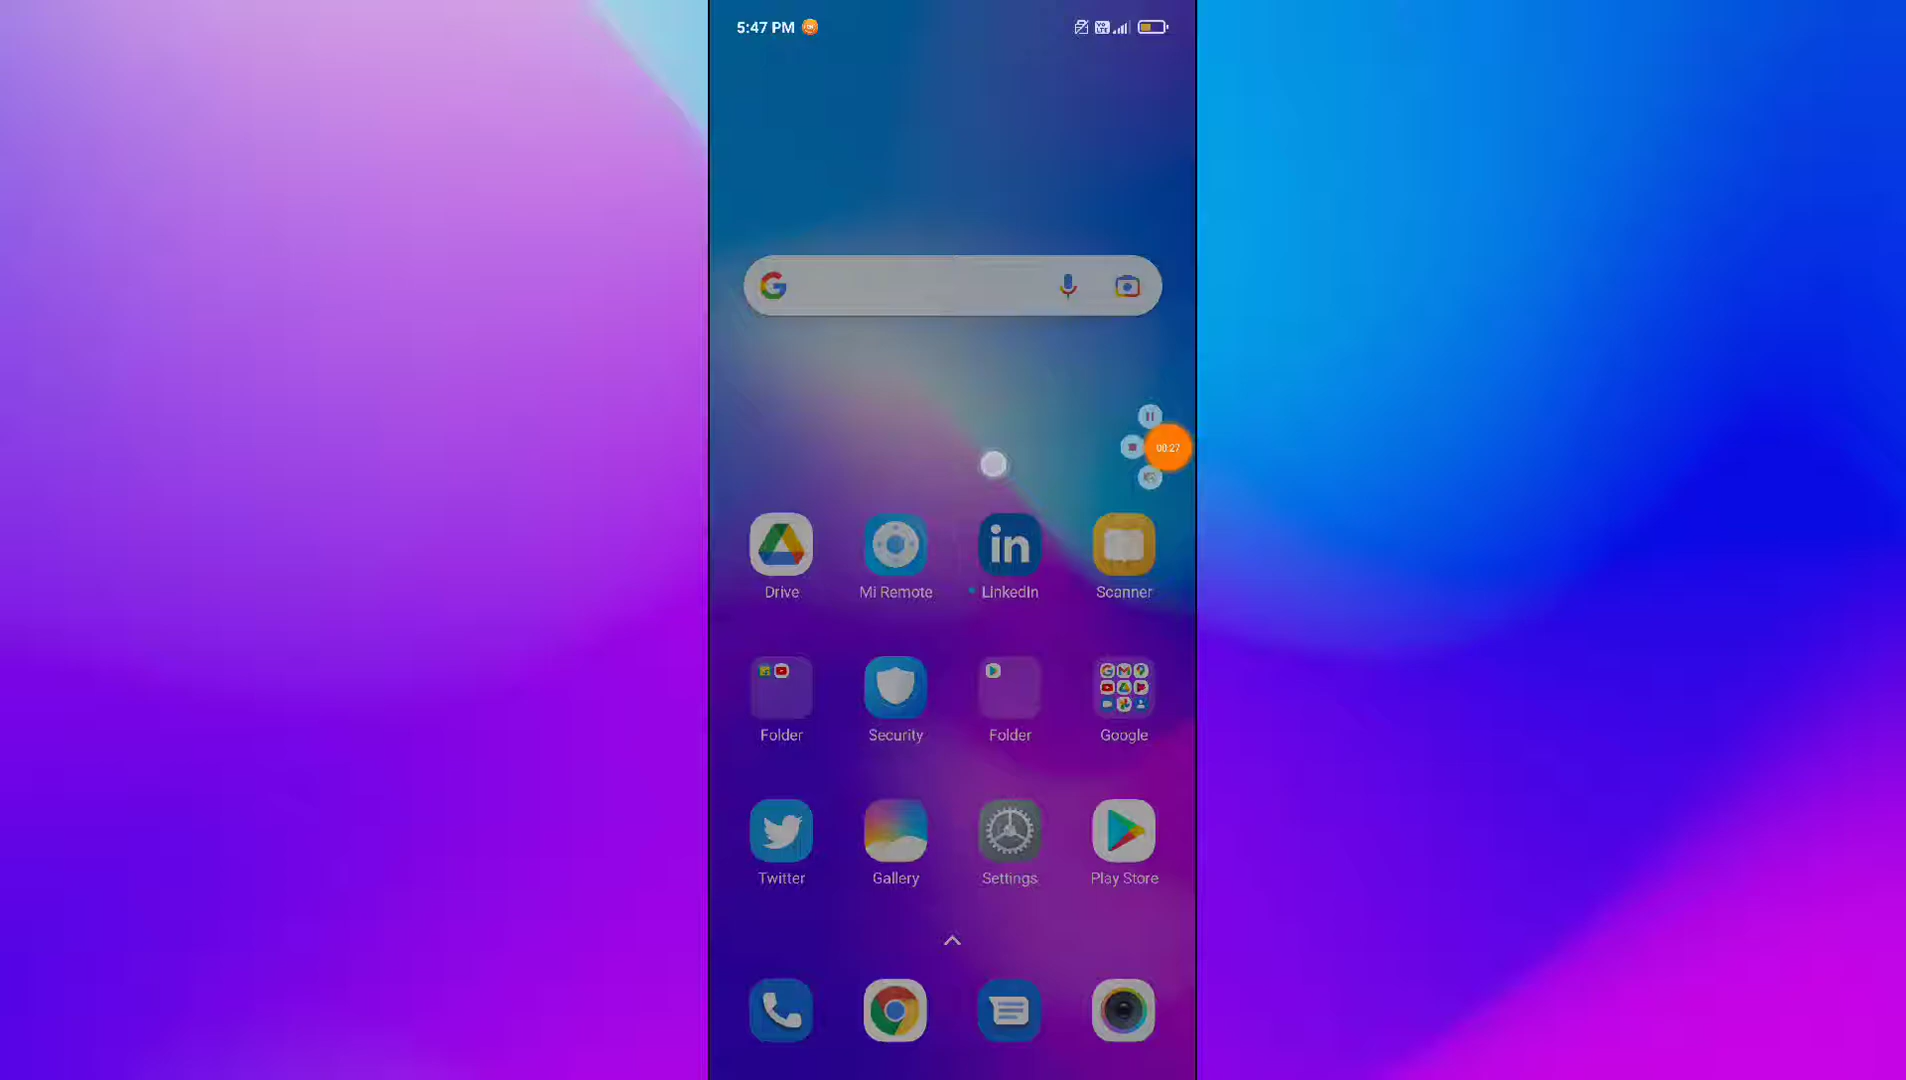 5:47 PM
00:27
Drive
Mi Remote
LinkedIn
Scanner
Folder
Security
Folder
Google
Twitter
Gallery
Settings
Play Store